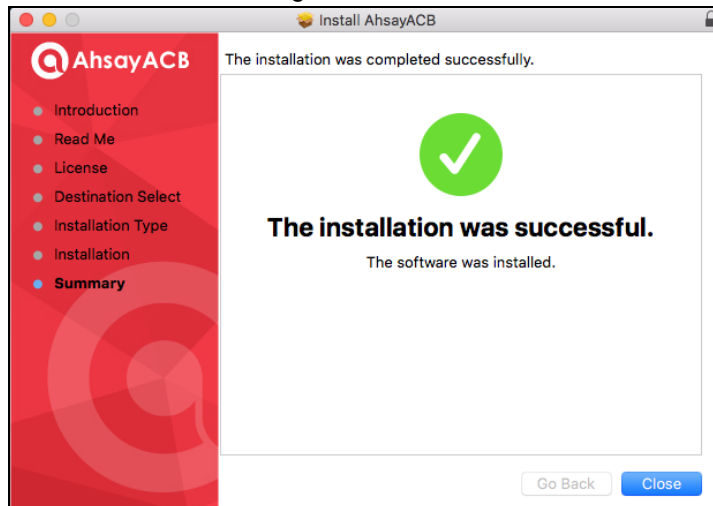 Install AhsayACB
AhsayACB
The installation was completed successfully.
Introduction
Read Me
License
Destination Select
Installation Type
Installation
Summary
The installation was successful.
The software was installed.
Go Back
Close